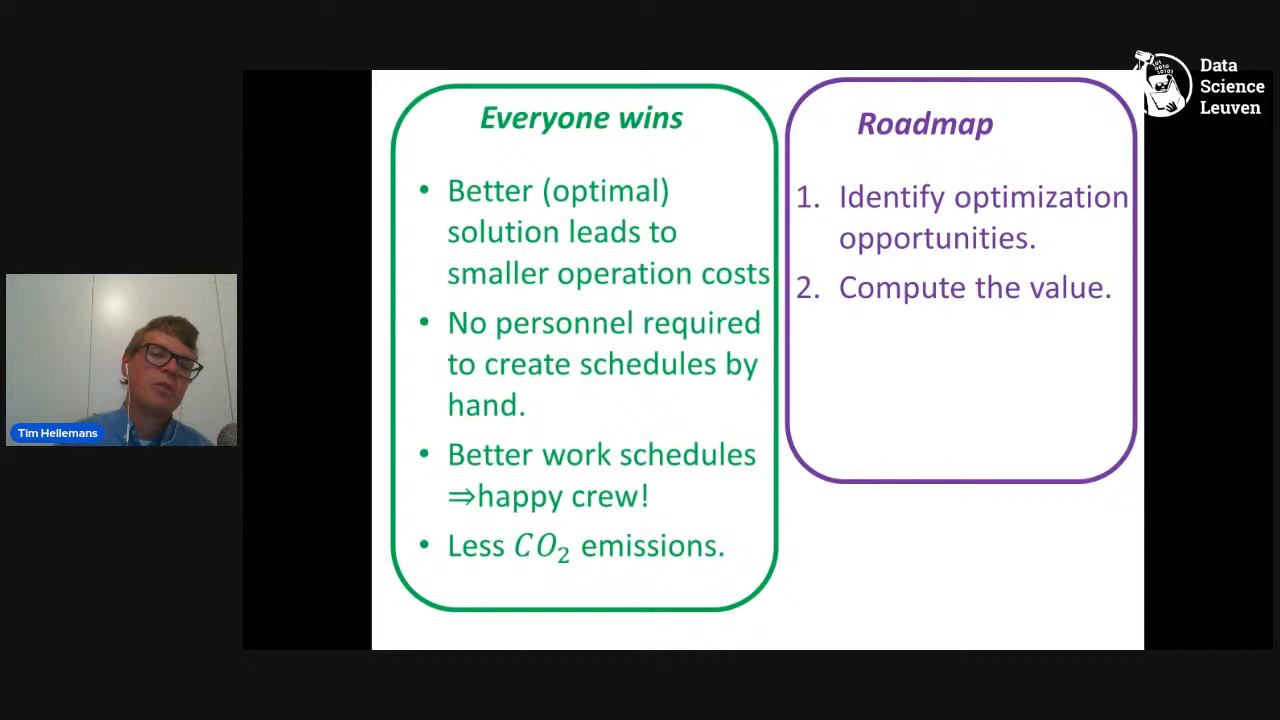 Data
Science
Leuven
Everyone wins
• Better (optimal)
solution leads to
smaller operation costs
• No personnel required
to create schedules by
hand.
• Better work schedules
⇒happy crew!
• Less CO₂ emissions.
Roadmap
1. Identify optimization
opportunities.
2. Compute the value.
Tim Hellemans